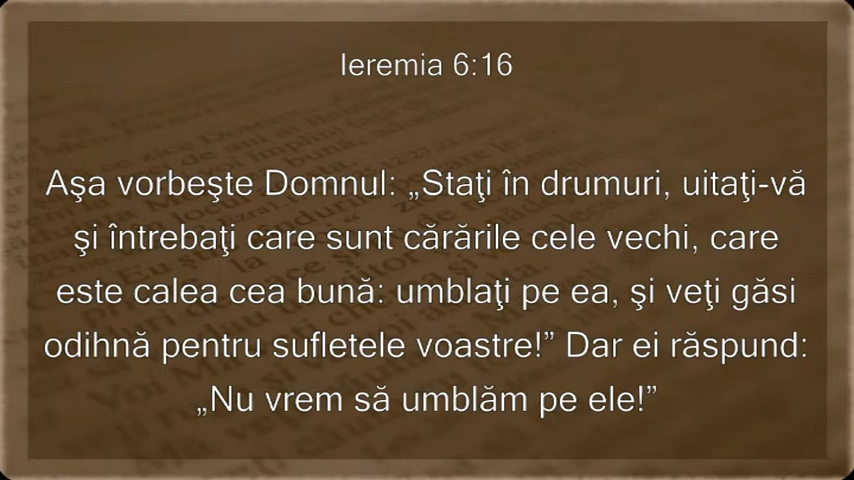 Ieremia 6:16
Aşa vorbeşte Domnul: „Staţi în drumuri, uitaţi-vă
şi întrebaţi care sunt cărările cele vechi, care
este calea cea bună: umblaţi pe ea, şi veţi găsi
odihnă pentru sufletele voastre!” Dar ei răspund:
„Nu vrem să umblăm pe ele!”